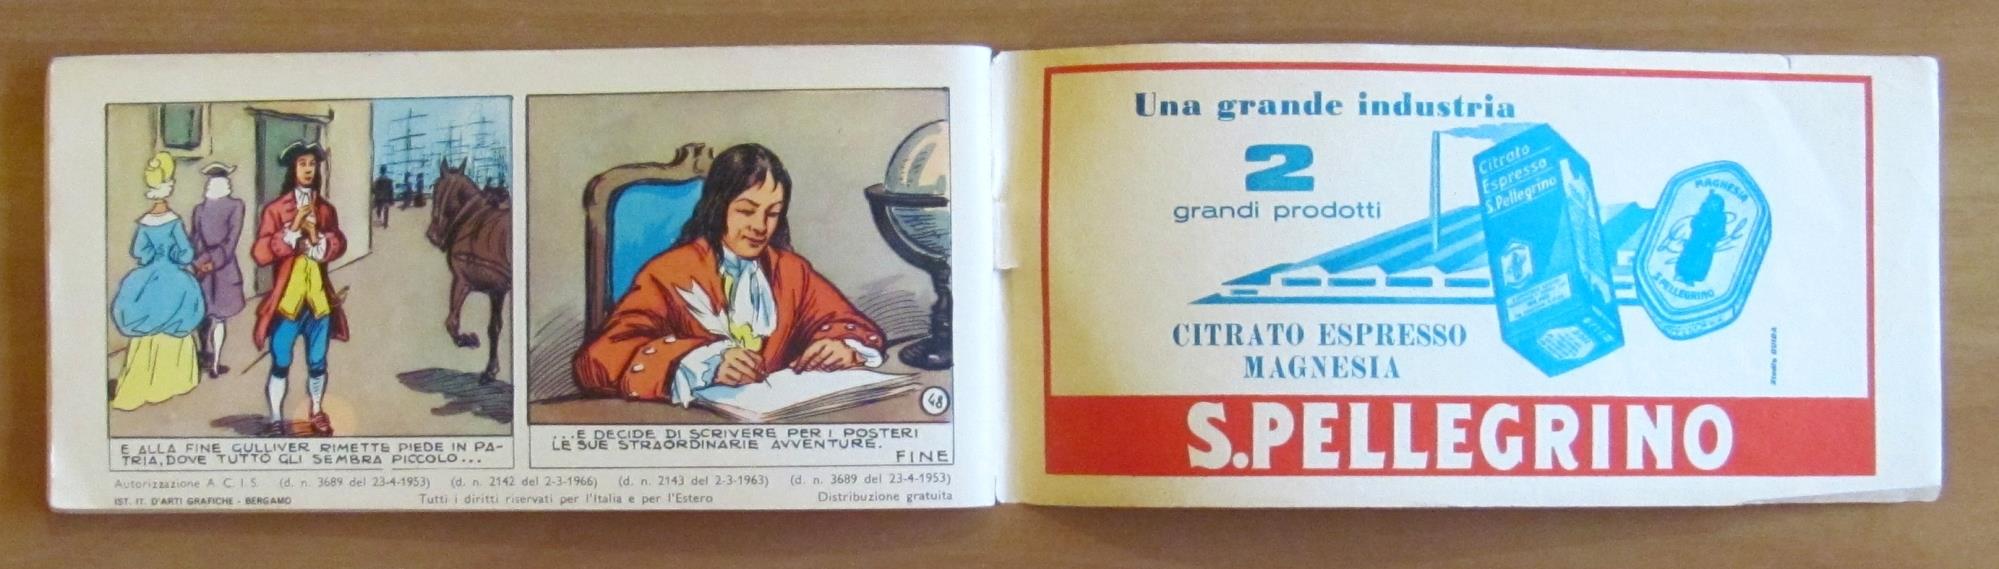 E ALLA FINE GULLIVER RIMETTE PIEDE IN PA-
TRIA, DOVE TUTTO GLI SEMBRA PICCOLO...
...E DECIDE DI SCRIVERE PER I POSTERI
LE SUE STRAORDINARIE AVVENTURE.
FINE
48
Autorizzazione A. C. I. S. (d. n. 3689 del 23-4-1953) (d. n. 2142 del 2-3-1966) (d. n. 2143 del 2-3-1963) (d. n. 3689 del 23-4-1953)
IST. IT. D'ARTI GRAFICHE - BERGAMO Tutti i diritti riservati per l'Italia e per l'Estero Distribuzione gratuita
Una grande industria
2
grandi prodotti
Citrato
Espresso
S. Pellegrino
MAGNESIA
S. PELLEGRINO
CITRATO ESPRESSO
MAGNESIA
Studio GUIDA
S.PELLEGRINO